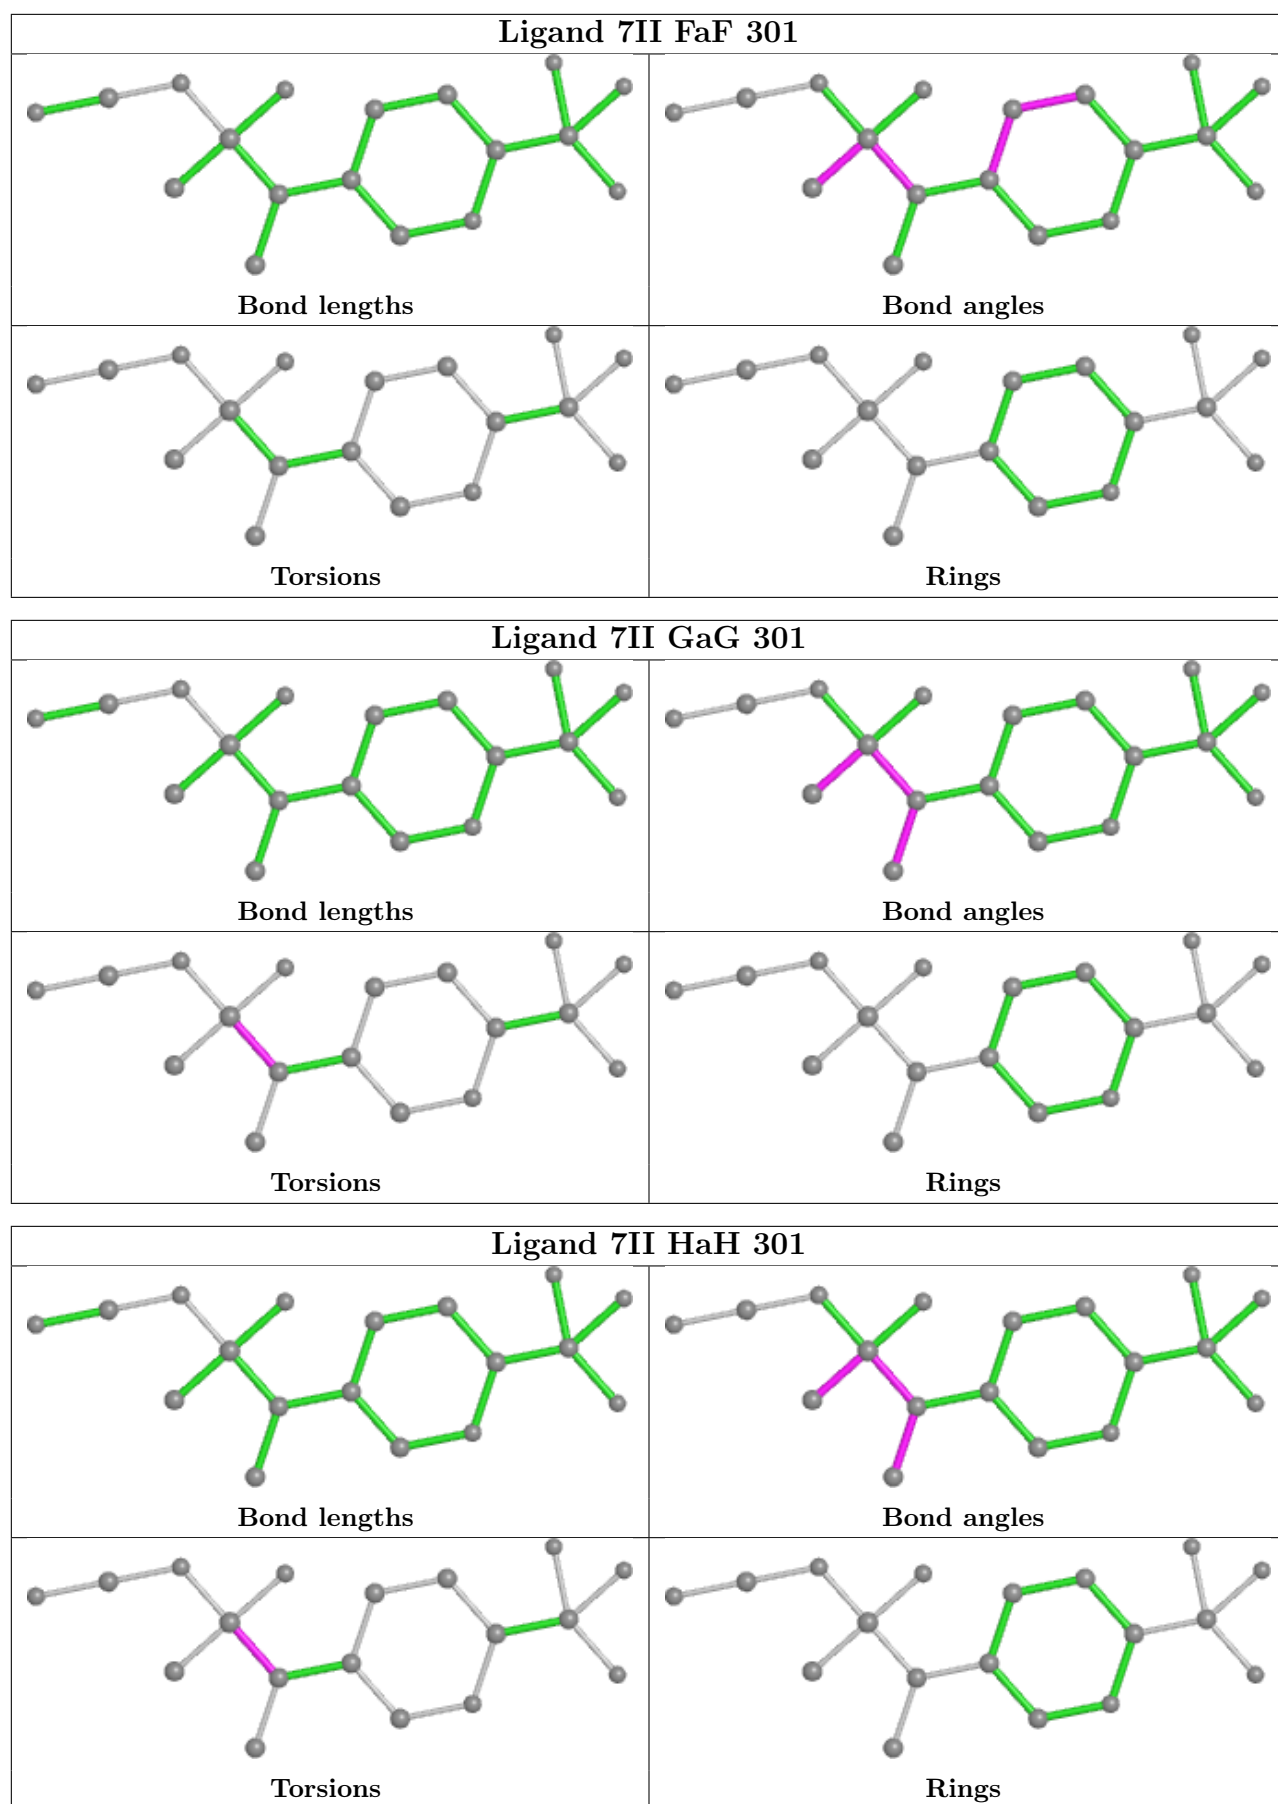 Ligand 7II FaF 301
Bond lengths
Bond angles
Torsions
Rings
Ligand 7II GaG 301
Bond lengths
Bond angles
Torsions
Rings
Ligand 7II HaH 301
Bond lengths
Bond angles
Torsions
Rings